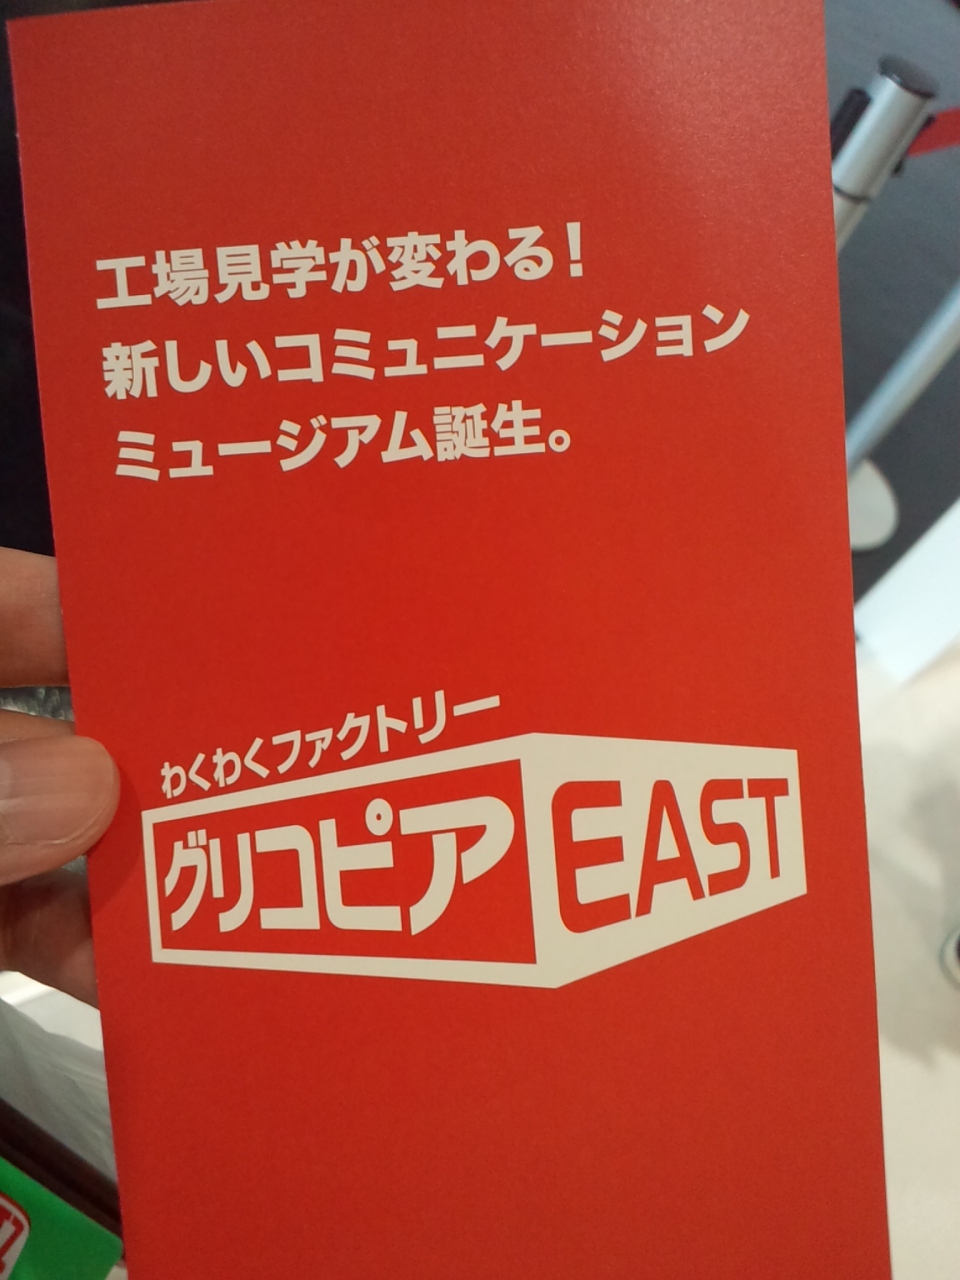 工場見学が変わる!
新しいコミュニケーション
ミュージアム誕生。
わくわくファクトリー
グリコピア EAST